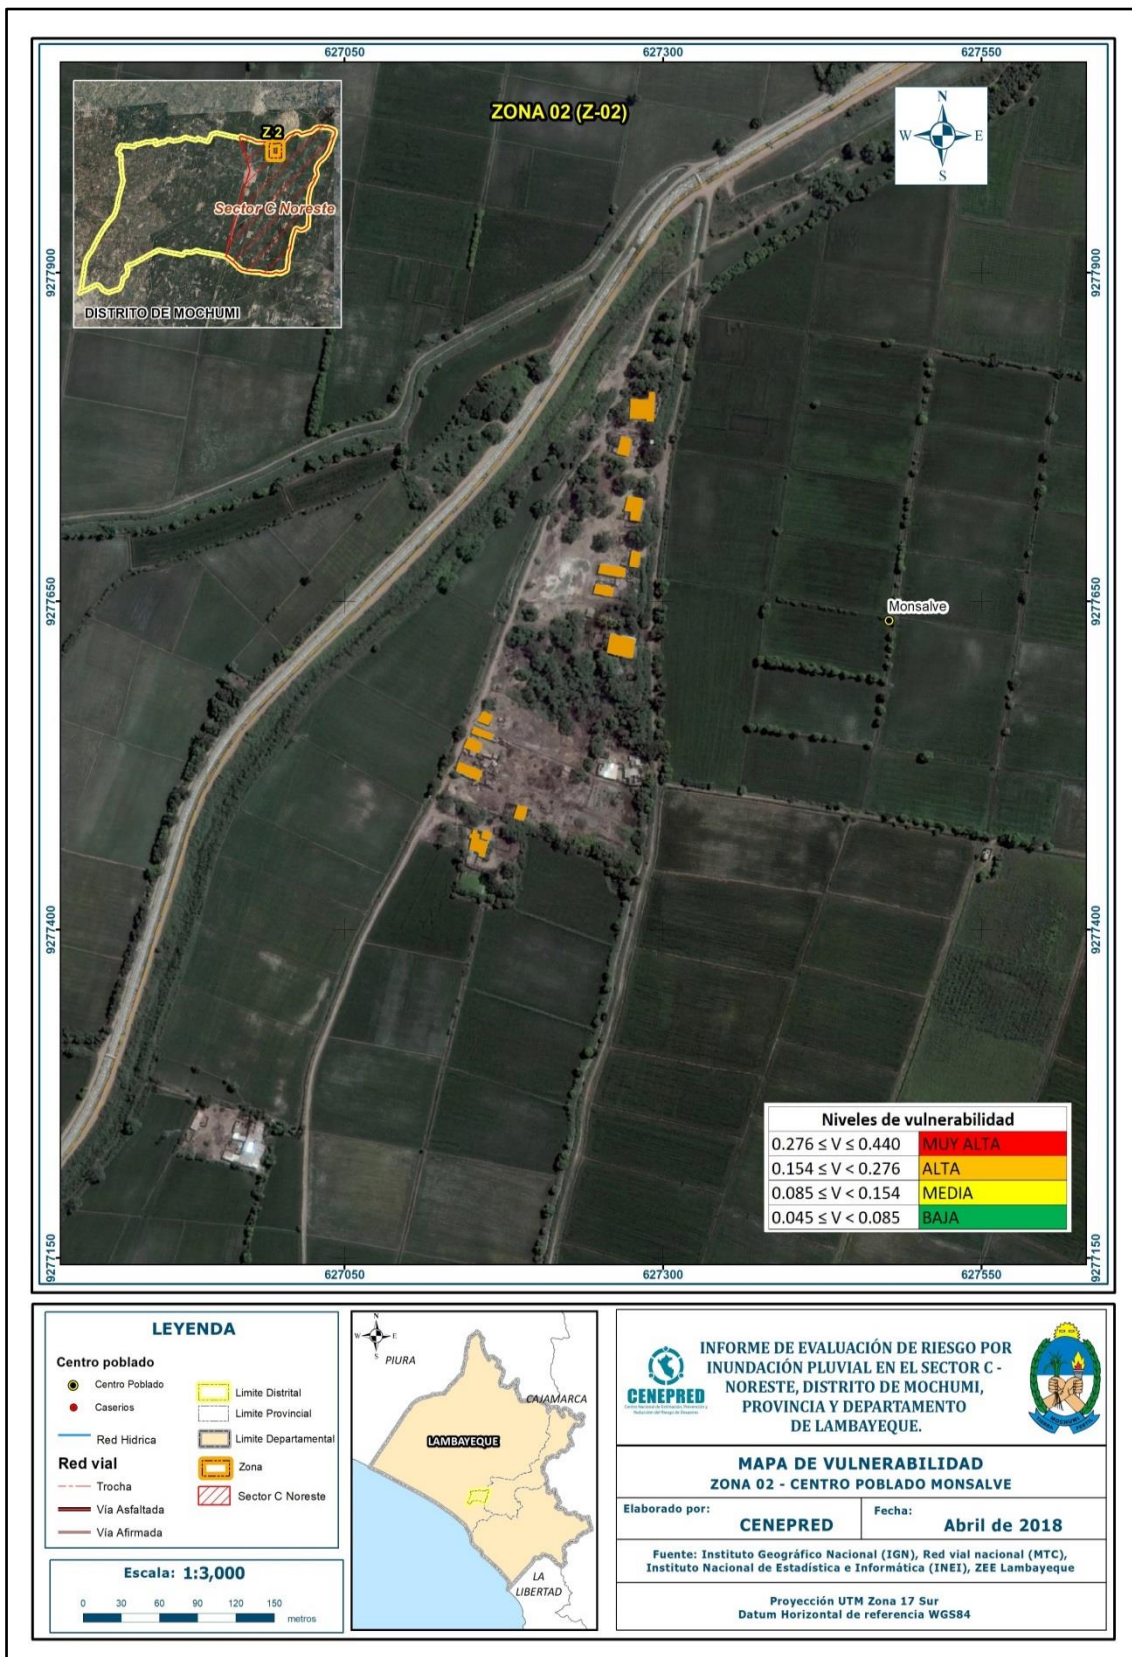 627050
627300
627550
ZONA 02 (Z-02)
N
W E
S
Z 2
Sector C Noreste
DISTRITO DE MOCHUMI
9277900
9277900
9277650
9277650
Monsalve
9277400
9277400
Niveles de vulnerabilidad
0.276 ≤ V ≤ 0.440 MUY ALTA
0.154 ≤ V < 0.276 ALTA
0.085 ≤ V < 0.154 MEDIA
0.045 ≤ V < 0.085 BAJA
9277150
9277150
627050
627300
627550
LEYENDA
Centro poblado
Centro Poblado
Caserios
Red Hidrica
Red vial
Trocha
Vía Asfaltada
Vía Afirmada
Limite Distrital
Limite Provincial
Limite Departamental
Zona
Sector C Noreste
Escala: 1:3,000
0 30 60 90 120 150
metros
N
W E
S
PIURA
CAJAMARCA
LAMBAYEQUE
LA
LIBERTAD
CENEPRED
INFORME DE EVALUACIÓN DE RIESGO POR
INUNDACIÓN PLUVIAL EN EL SECTOR C -
NORESTE, DISTRITO DE MOCHUMI,
PROVINCIA Y DEPARTAMENTO
DE LAMBAYEQUE.
MOCHUMI
MAPA DE VULNERABILIDAD
ZONA 02 - CENTRO POBLADO MONSALVE
Elaborado por:
CENEPRED
Fecha:
Abril de 2018
Fuente: Instituto Geográfico Nacional (IGN), Red vial nacional (MTC),
Instituto Nacional de Estadística e Informática (INEI), ZEE Lambayeque
Proyección UTM Zona 17 Sur
Datum Horizontal de referencia WGS84